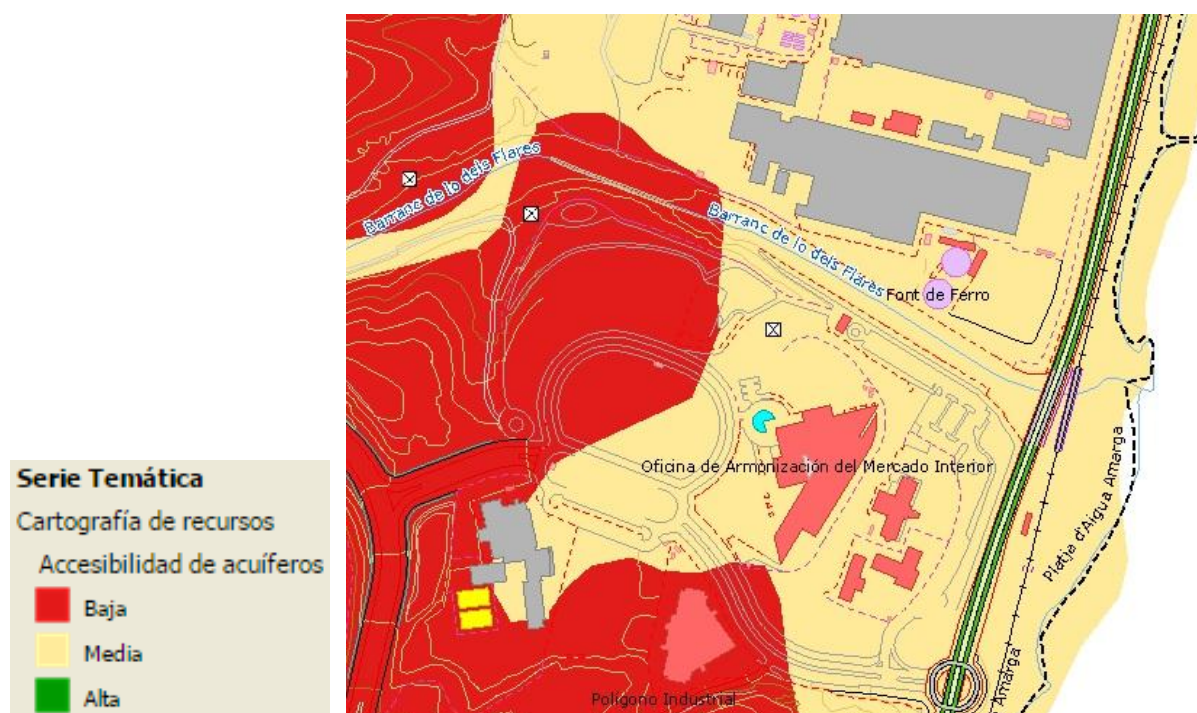 Serie Temática
Cartografía de recursos
Accesibilidad de acuíferos
Baja
Media
Alta
Barranc de lo dels Flares
Barranc de lo dels Flares
Font de Ferro
Oficina de Armonización del Mercado Interior
Platja d'Aigua Amarga
Amarga
Polígono Industrial